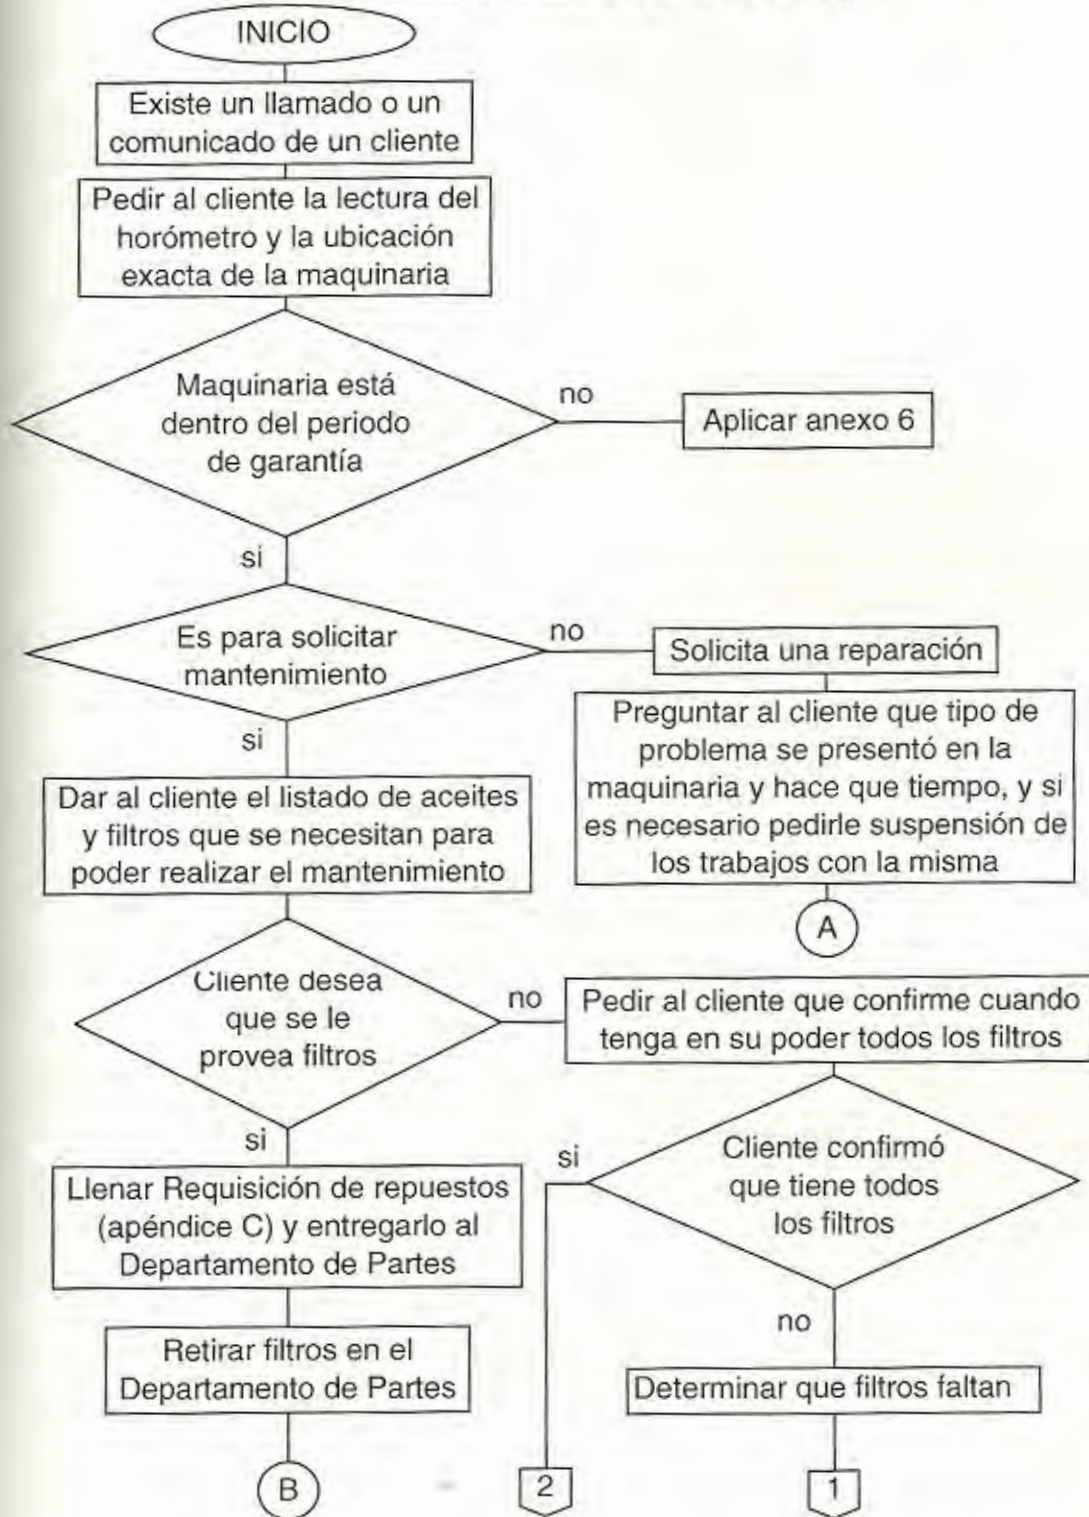 INICIO
Existe un llamado o un
comunicado de un cliente
Pedir al cliente la lectura del
horómetro y la ubicación
exacta de la maquinaria
Maquinaria está
dentro del periodo
de garantía
no
Aplicar anexo 6
si
Es para solicitar
mantenimiento
no
Solicita una reparación
Preguntar al cliente que tipo de
problema se presentó en la
maquinaria y hace que tiempo, y si
es necesario pedirle suspensión de
los trabajos con la misma
A
si
Dar al cliente el listado de aceites
y filtros que se necesitan para
poder realizar el mantenimiento
Cliente desea
que se le
provea filtros
no
Pedir al cliente que confirme cuando
tenga en su poder todos los filtros
si
Llenar Requisición de repuestos
(apéndice C) y entregarlo al
Departamento de Partes
Retirar filtros en el
Departamento de Partes
B
Cliente confirmó
que tiene todos
los filtros
si
2
no
Determinar que filtros faltan
1